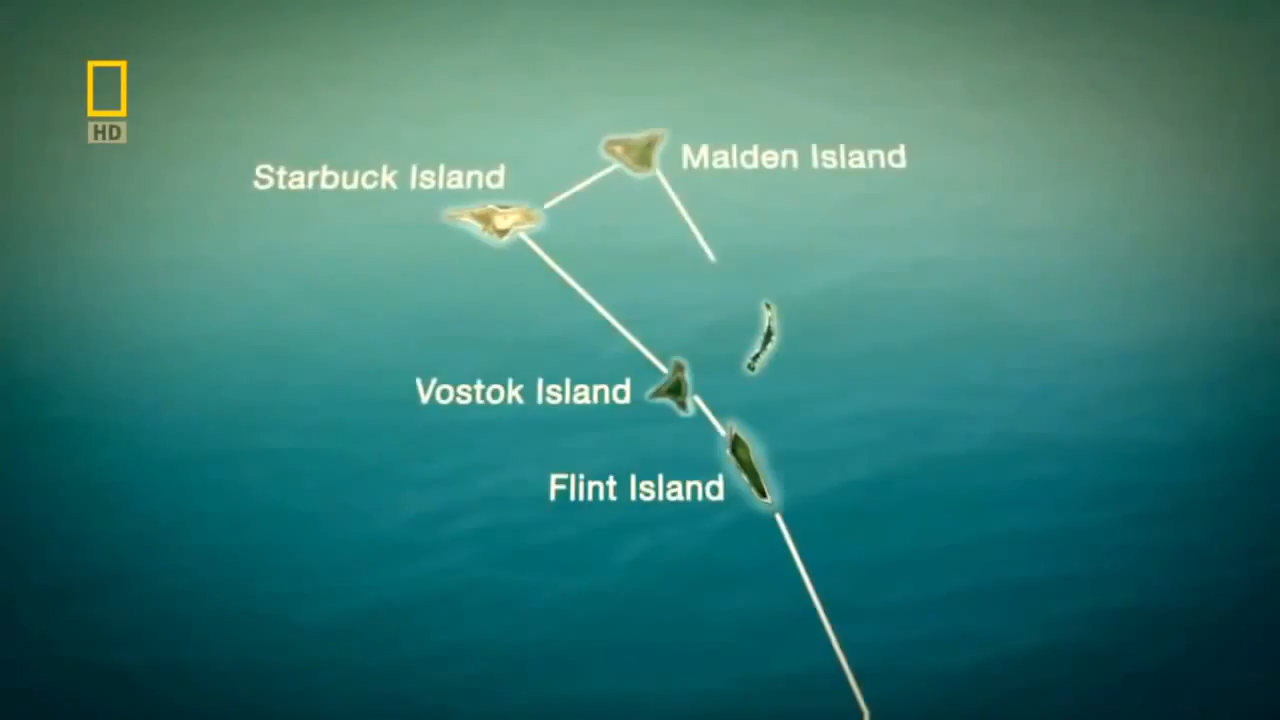 HD
Malden Island
Starbuck Island
Vostok Island
Flint Island